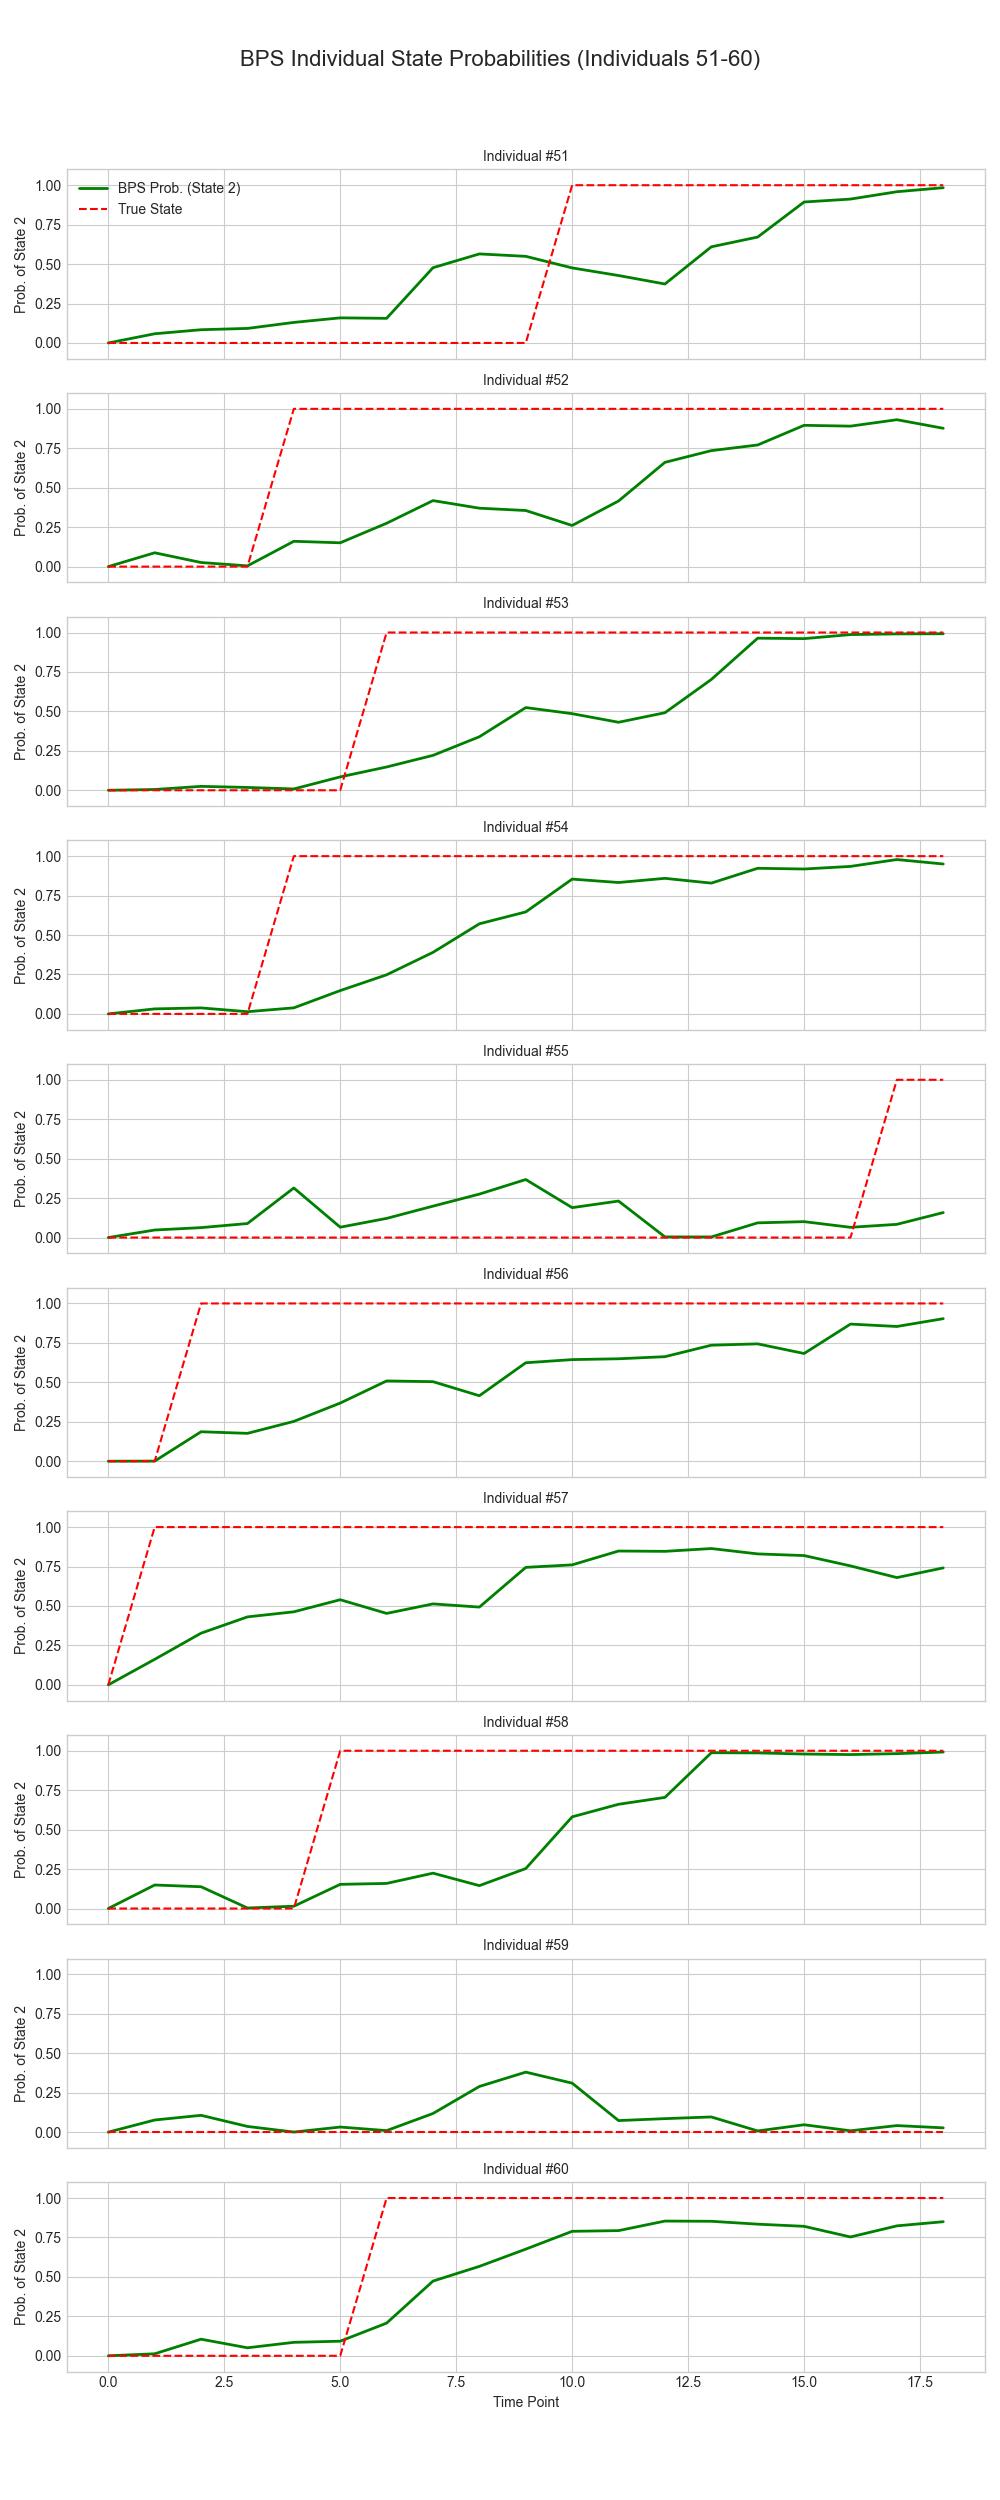 BPS Individual State Probabilities (Individuals 51-60)
Individual #51
BPS Prob. (State 2)
True State
Prob. of State 2
1.00
0.75
0.50
0.25
0.00
Individual #52
Prob. of State 2
1.00
0.75
0.50
0.25
0.00
Individual #53
Prob. of State 2
1.00
0.75
0.50
0.25
0.00
Individual #54
Prob. of State 2
1.00
0.75
0.50
0.25
0.00
Individual #55
Prob. of State 2
1.00
0.75
0.50
0.25
0.00
Individual #56
Prob. of State 2
1.00
0.75
0.50
0.25
0.00
Individual #57
Prob. of State 2
1.00
0.75
0.50
0.25
0.00
Individual #58
Prob. of State 2
1.00
0.75
0.50
0.25
0.00
Individual #59
Prob. of State 2
1.00
0.75
0.50
0.25
0.00
Individual #60
Prob. of State 2
1.00
0.75
0.50
0.25
0.00
0.0 2.5 5.0 7.5 10.0 12.5 15.0 17.5
Time Point